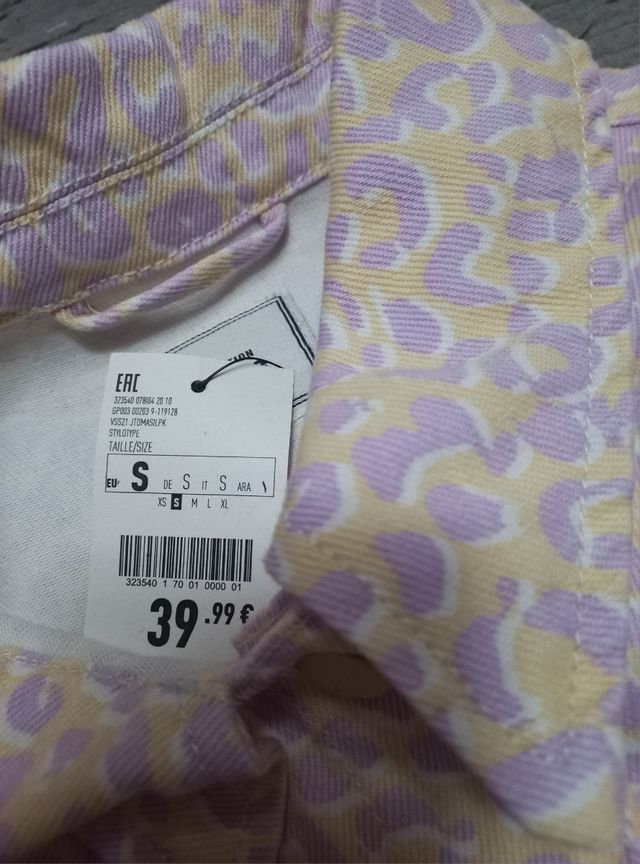 EAC
323540 078I04 20 10
GP003 00203 9-119128
VSS21 JTOMASILPK
STYLOTYPE
TAILLE/SIZE
EU S DE S IT S ARA
XS S M L XL
323540 1 70 01 0000 01
39.99 €